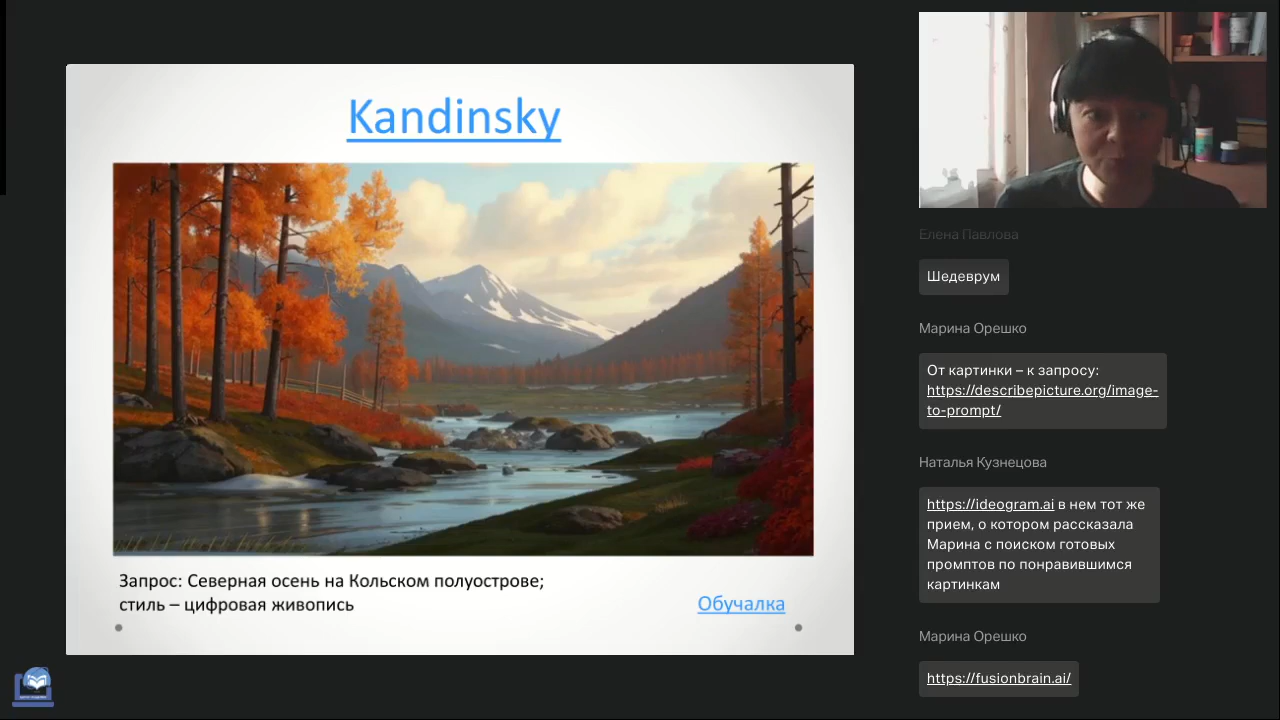 Kandinsky
Запрос: Северная осень на Кольском полуострове;
стиль – цифровая живопись
Обучалка
Елена Павлова
Шедеврум
Марина Орешко
От картинки – к запросу:
https://describepicture.org/image-
to-prompt/
Наталья Кузнецова
https://ideogram.ai в нем тот же
прием, о котором рассказала
Марина с поиском готовых
промптов по понравившимся
картинкам
Марина Орешко
https://fusionbrain.ai/